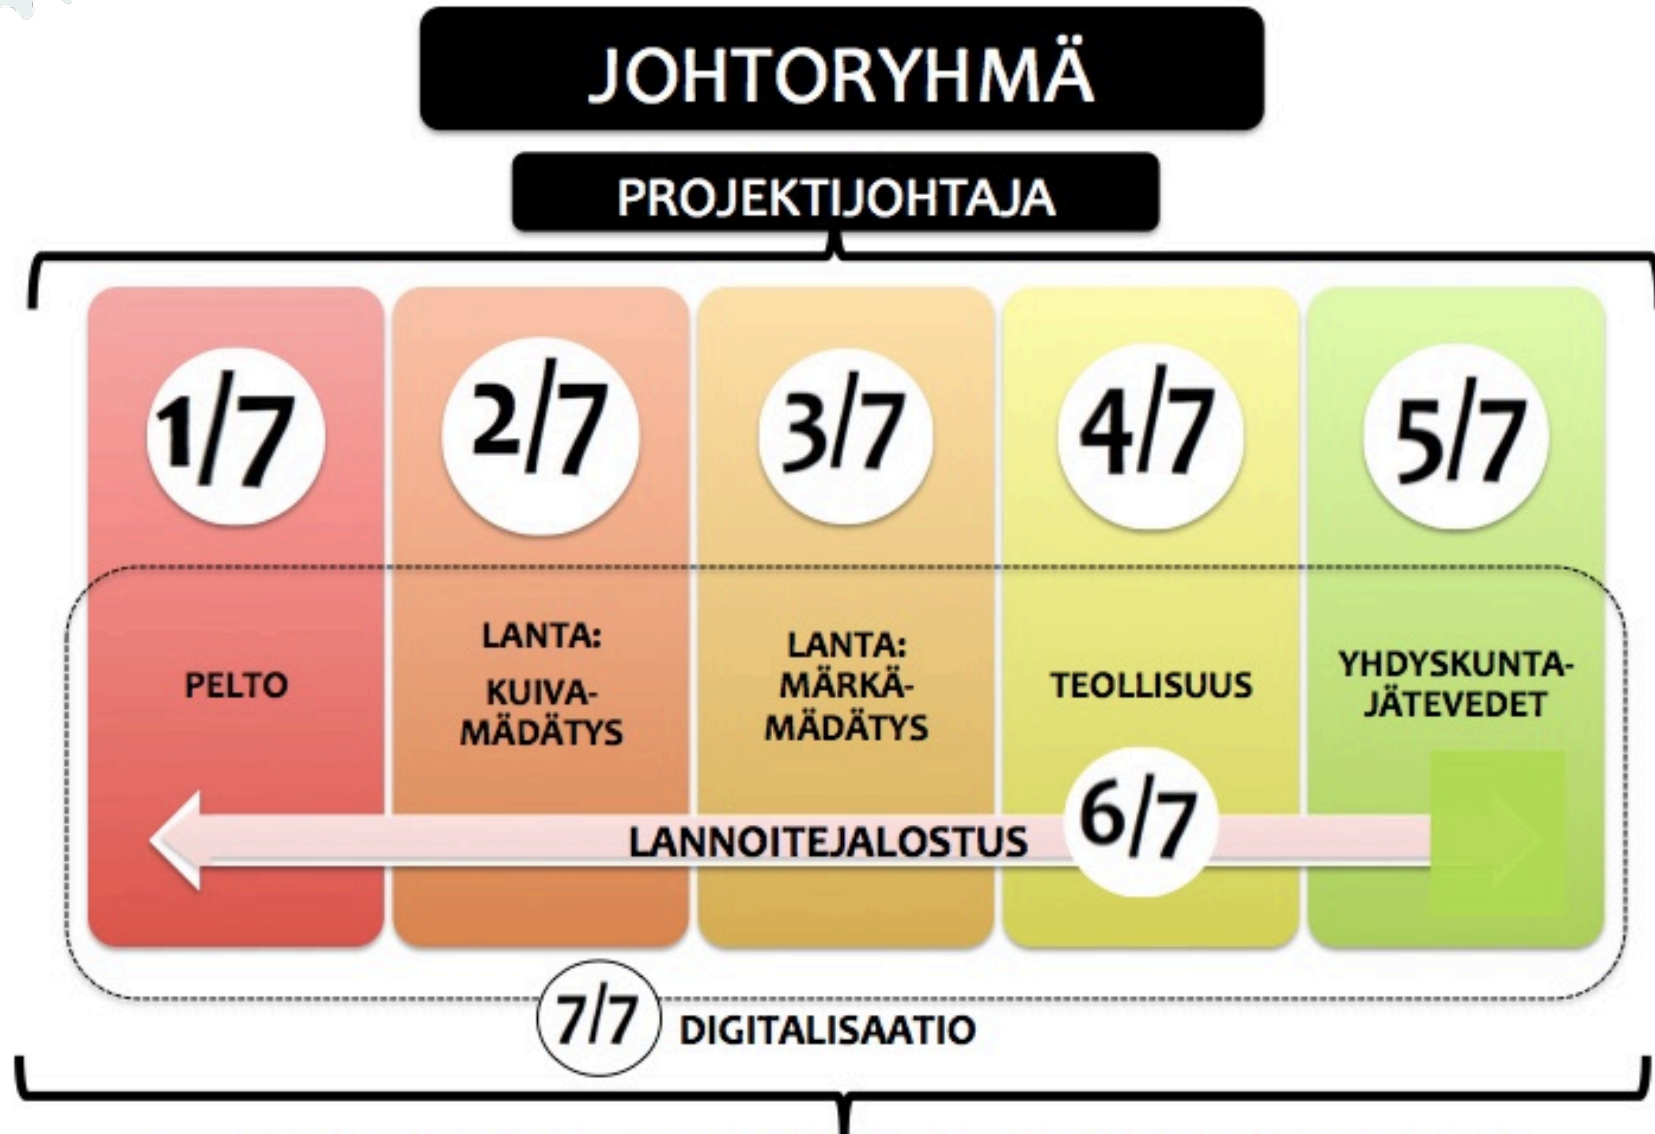 JOHTORYHMÄ
PROJEKTIJOHTAJA
1/7
2/7
3/7
4/7
5/7
PELTO
LANTA:
KUIVA-
MÄDÄTYS
LANTA:
MÄRKÄ-
MÄDÄTYS
TEOLLISUUS
YHDYSKUNTA-
JÄTEVEDET
LANNOITEJALOSTUS
6/7
7/7
DIGITALISAATIO